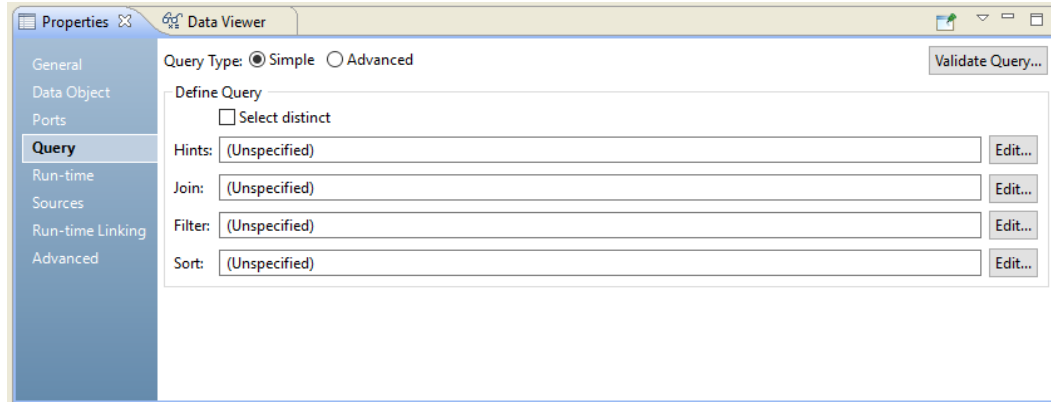 Properties Data Viewer
General
Data Object
Ports
Query
Run-time
Sources
Run-time Linking
Advanced
Query Type: Simple Advanced Validate Query...
Define Query
Select distinct
Hints: (Unspecified) Edit...
Join: (Unspecified) Edit...
Filter: (Unspecified) Edit...
Sort: (Unspecified) Edit...